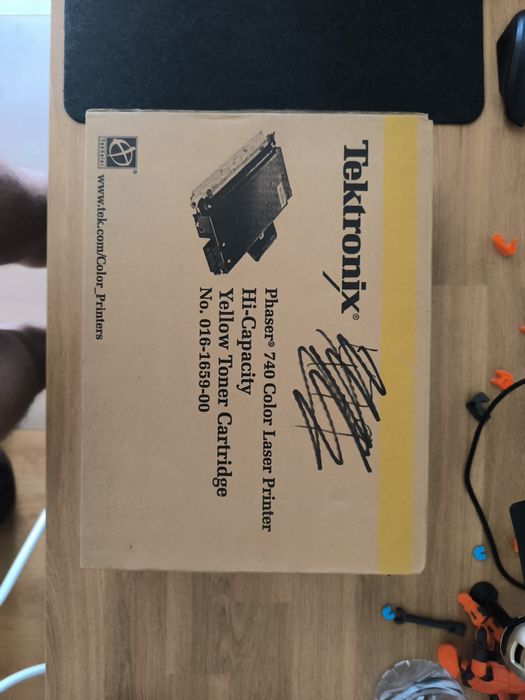 Tektronix®
Phaser® 740 Color Laser Printer
Hi-Capacity
Yellow Toner Cartridge
No. 016-1659-00
PHASER®
www.tek.com/Color_Printers